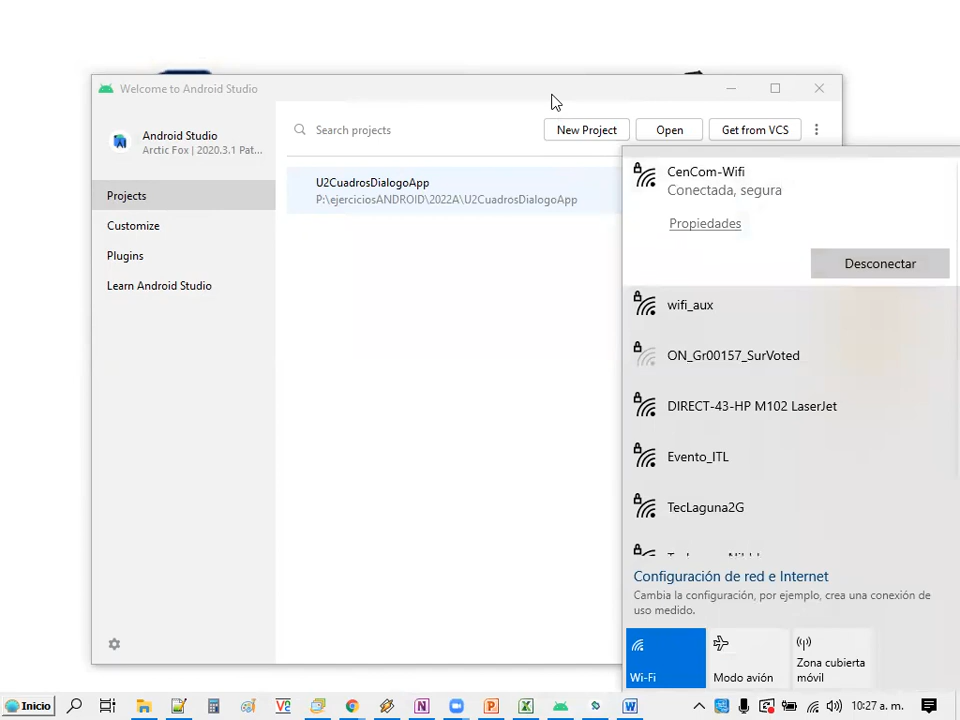 Welcome to Android Studio
Android Studio
Arctic Fox | 2020.3.1 Pat...
Search projects
New Project
Open
Get from VCS
Projects
Customize
Plugins
Learn Android Studio
U2CuadrosDialogoApp
P:\ejerciciosANDROID\2022A\U2CuadrosDialogoApp
CenCom-Wifi
Conectada, segura
Propiedades
Desconectar
wifi_aux
ON_Gr00157_SurVoted
DIRECT-43-HP M102 LaserJet
Evento_ITL
TecLaguna2G
Configuración de red e Internet
Cambia la configuración, por ejemplo, crea una conexión de
uso medido.
Wi-Fi
Modo avión
Zona cubierta
móvil
Inicio
10:27 a. m.